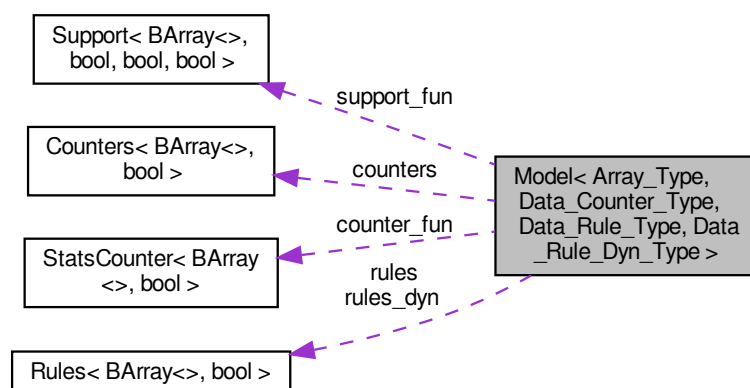 Support< BArray<>,
bool, bool, bool >
support_fun
Counters< BArray<>,
bool >
counters
Model< Array_Type,
Data_Counter_Type,
Data_Rule_Type, Data
_Rule_Dyn_Type >
counter_fun
StatsCounter< BArray
<>, bool >
rules
rules_dyn
Rules< BArray<>, bool >